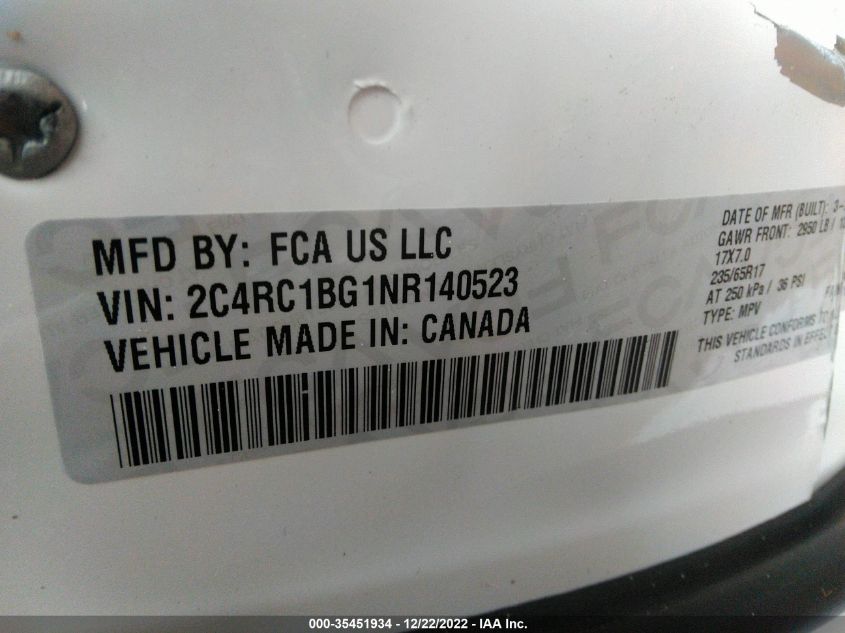 MFD BY: FCA US LLC
VIN: 2C4RC1BG1NR140523
VEHICLE MADE IN: CANADA
DATE OF MFR (BUILT): 3-
GAWR FRONT: 2950 LB /
17X7.0
235/65R17
AT 250 kPa / 36 PSI
TYPE: MPV
THIS VEHICLE CONFORMS TO
STANDARDS IN EFFECT
000-35451934 - 12/22/2022 - IAA Inc.